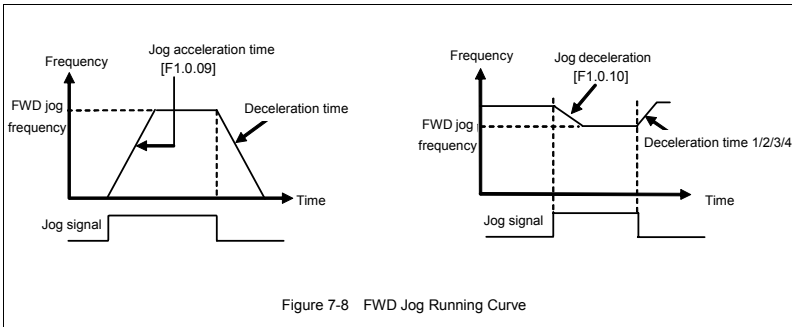 Jog acceleration time
[F1.0.09]
Frequency
FWD jog
frequency
Deceleration time
Time
Jog signal
Frequency
Jog deceleration
[F1.0.10]
FWD jog
frequency
Deceleration time 1/2/3/4
Time
Jog signal
Figure 7-8 FWD Jog Running Curve